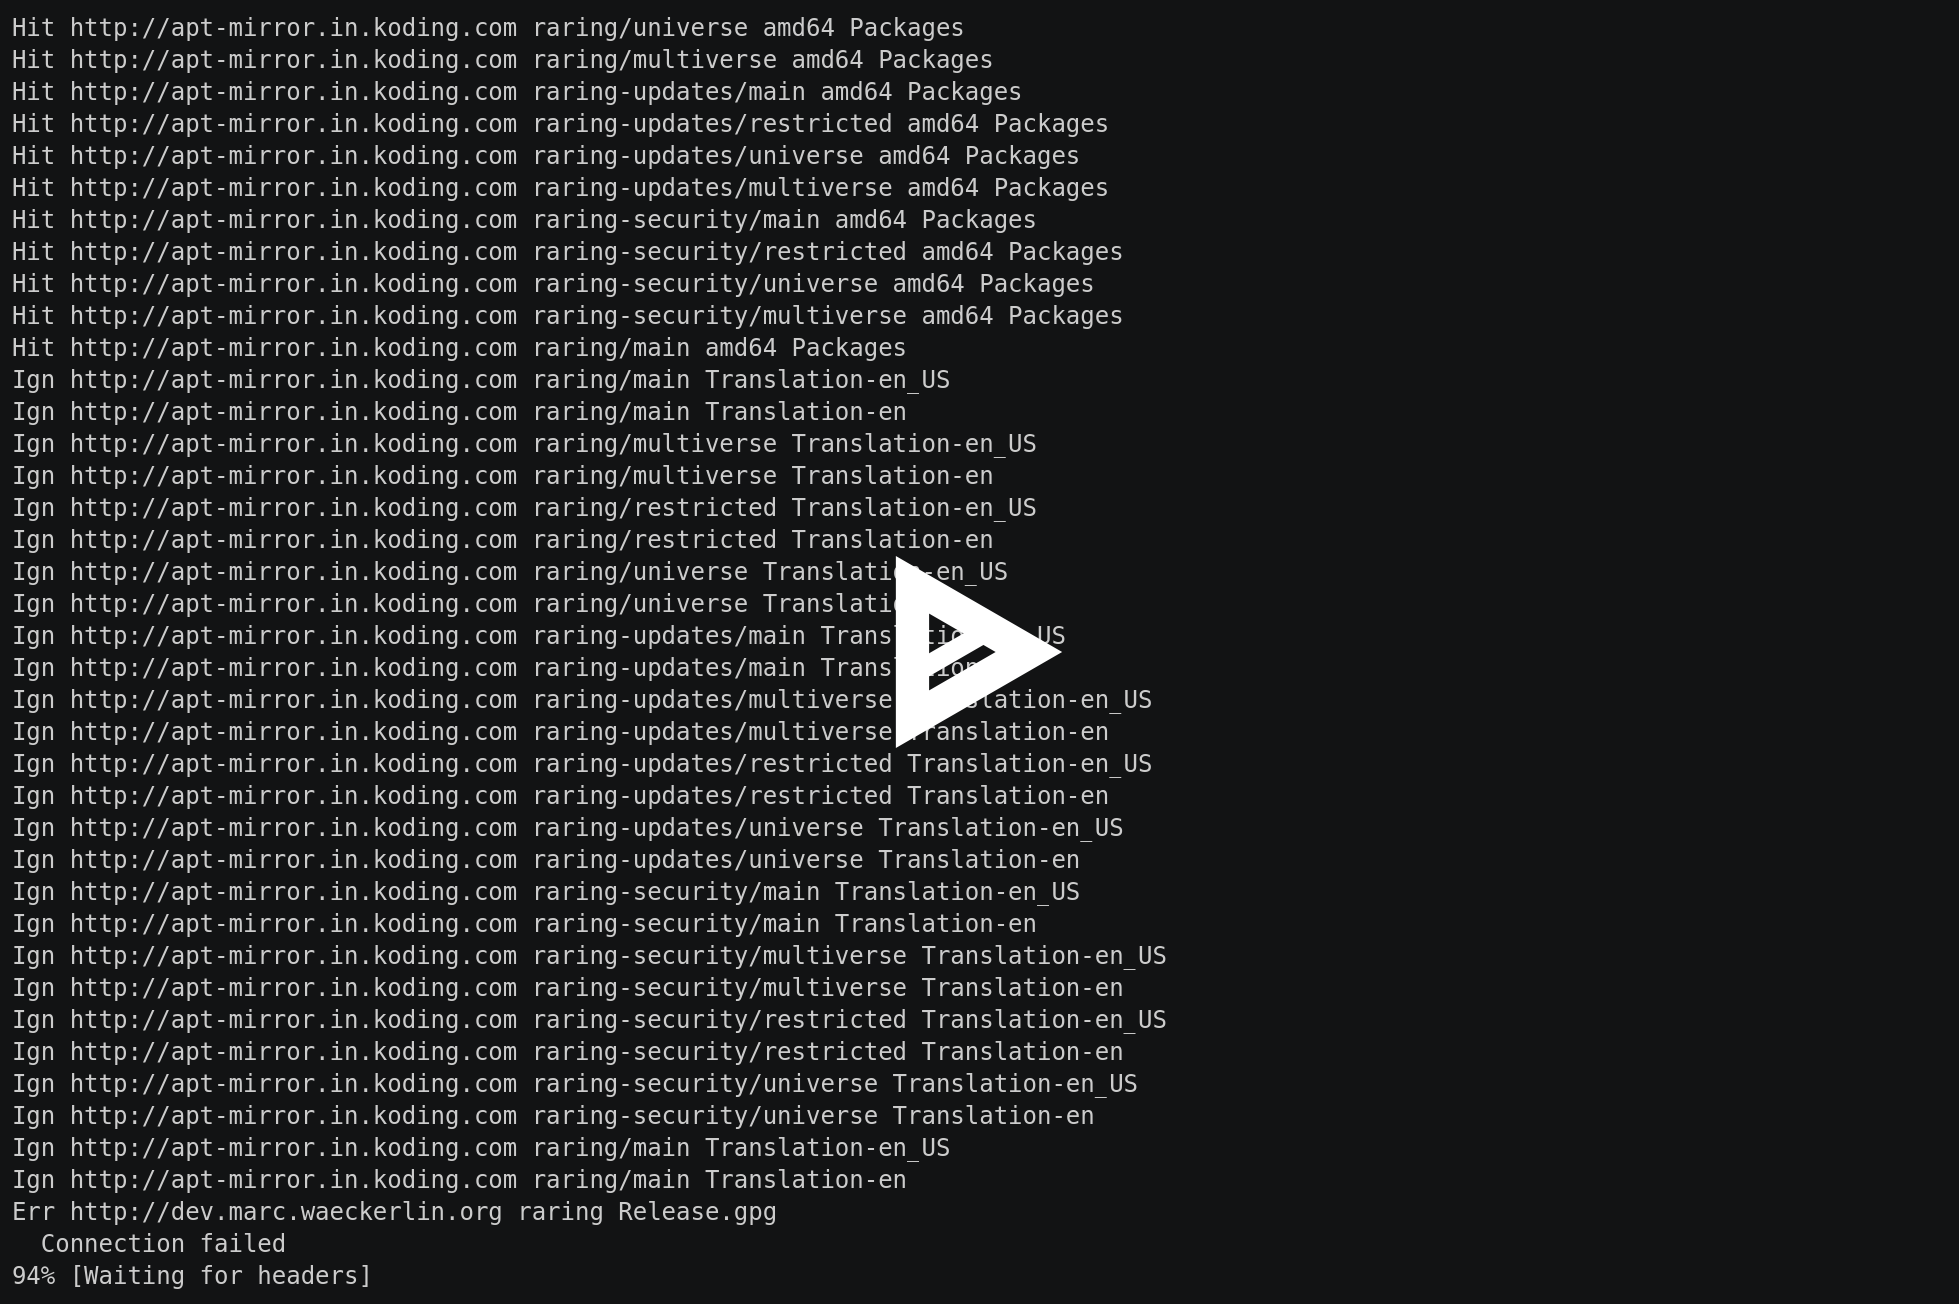 Hit http://apt-mirror.in.koding.com raring/universe amd64 Packages
Hit http://apt-mirror.in.koding.com raring/multiverse amd64 Packages
Hit http://apt-mirror.in.koding.com raring-updates/main amd64 Packages
Hit http://apt-mirror.in.koding.com raring-updates/restricted amd64 Packages
Hit http://apt-mirror.in.koding.com raring-updates/universe amd64 Packages
Hit http://apt-mirror.in.koding.com raring-updates/multiverse amd64 Packages
Hit http://apt-mirror.in.koding.com raring-security/main amd64 Packages
Hit http://apt-mirror.in.koding.com raring-security/restricted amd64 Packages
Hit http://apt-mirror.in.koding.com raring-security/universe amd64 Packages
Hit http://apt-mirror.in.koding.com raring-security/multiverse amd64 Packages
Hit http://apt-mirror.in.koding.com raring/main amd64 Packages
Ign http://apt-mirror.in.koding.com raring/main Translation-en_US
Ign http://apt-mirror.in.koding.com raring/main Translation-en
Ign http://apt-mirror.in.koding.com raring/multiverse Translation-en_US
Ign http://apt-mirror.in.koding.com raring/multiverse Translation-en
Ign http://apt-mirror.in.koding.com raring/restricted Translation-en_US
Ign http://apt-mirror.in.koding.com raring/restricted Translation-en
Ign http://apt-mirror.in.koding.com raring/universe Translation-en_US
Ign http://apt-mirror.in.koding.com raring/universe
Ign http://apt-mirror.in.koding.com raring-updates/main
Ign http://apt-mirror.in.koding.com raring-updates/main
Ign http://apt-mirror.in.koding.com raring-updates/multiverse Translation-en_US
Ign http://apt-mirror.in.koding.com raring-updates/multiverse Translation-en
Ign http://apt-mirror.in.koding.com raring-updates/restricted Translation-en_US
Ign http://apt-mirror.in.koding.com raring-updates/restricted Translation-en
Ign http://apt-mirror.in.koding.com raring-updates/universe Translation-en_US
Ign http://apt-mirror.in.koding.com raring-updates/universe Translation-en
Ign http://apt-mirror.in.koding.com raring-security/main Translation-en_US
Ign http://apt-mirror.in.koding.com raring-security/main Translation-en
Ign http://apt-mirror.in.koding.com raring-security/multiverse Translation-en_US
Ign http://apt-mirror.in.koding.com raring-security/multiverse Translation-en
Ign http://apt-mirror.in.koding.com raring-security/restricted Translation-en_US
Ign http://apt-mirror.in.koding.com raring-security/restricted Translation-en
Ign http://apt-mirror.in.koding.com raring-security/universe Translation-en_US
Ign http://apt-mirror.in.koding.com raring-security/universe Translation-en
Ign http://apt-mirror.in.koding.com raring/main Translation-en_US
Ign http://apt-mirror.in.koding.com raring/main Translation-en
Err http://dev.marc.waeckerlin.org raring Release.gpg
Connection failed
94% [Waiting for headers]